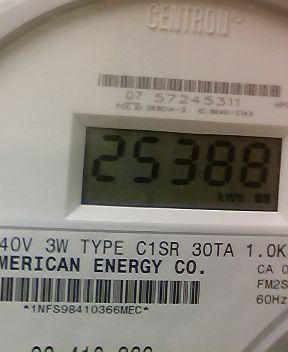 CENTRON
07 57245311
25388
kWh
40V 3W TYPE C1SR 30TA 1.0K
MERICAN ENERGY CO.
CA 0
FM2S
60Hz
*1NFS98410366MEC*